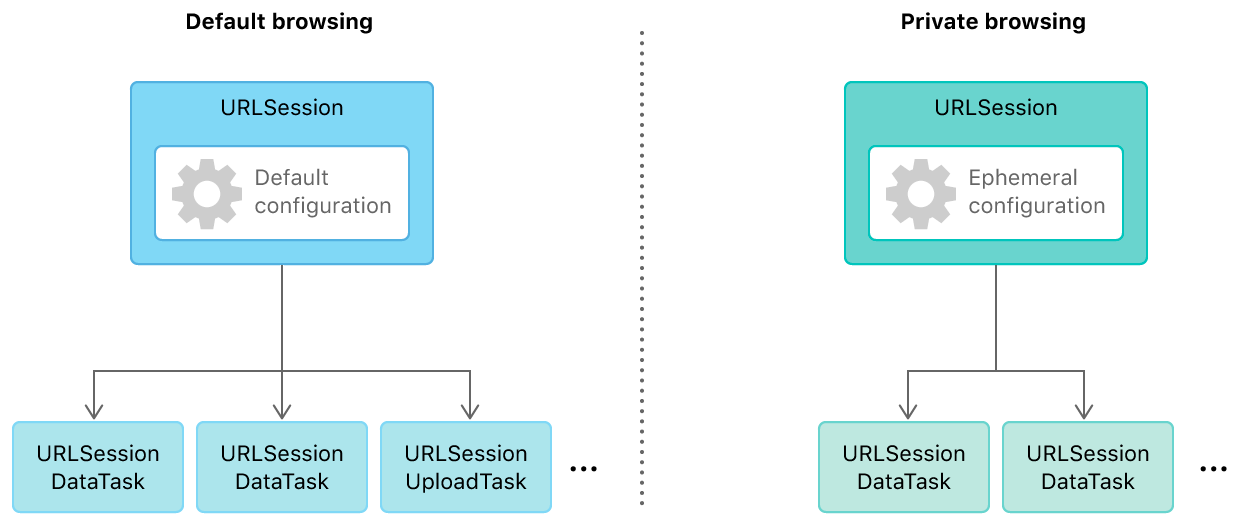 Default browsing
URLSession
Default
configuration
URLSession
DataTask
URLSession
DataTask
URLSession
UploadTask
...
Private browsing
URLSession
Ephemeral
configuration
URLSession
DataTask
URLSession
DataTask
...